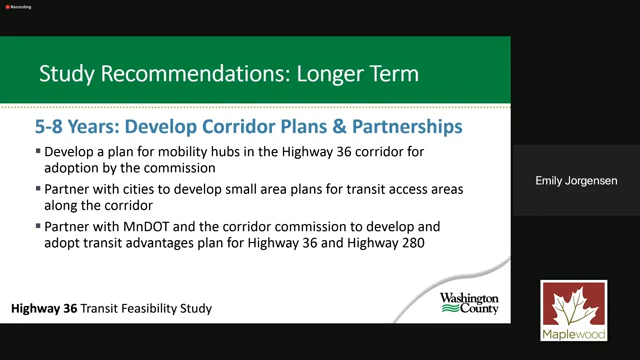 Recording
Study Recommendations: Longer Term
5-8 Years: Develop Corridor Plans & Partnerships
▪ Develop a plan for mobility hubs in the Highway 36 corridor for
adoption by the commission
▪ Partner with cities to develop small area plans for transit access areas
along the corridor
▪ Partner with MnDOT and the corridor commission to develop and
adopt transit advantages plan for Highway 36 and Highway 280
Highway 36 Transit Feasibility Study
Washington
County
Emily Jorgensen
Maplewood